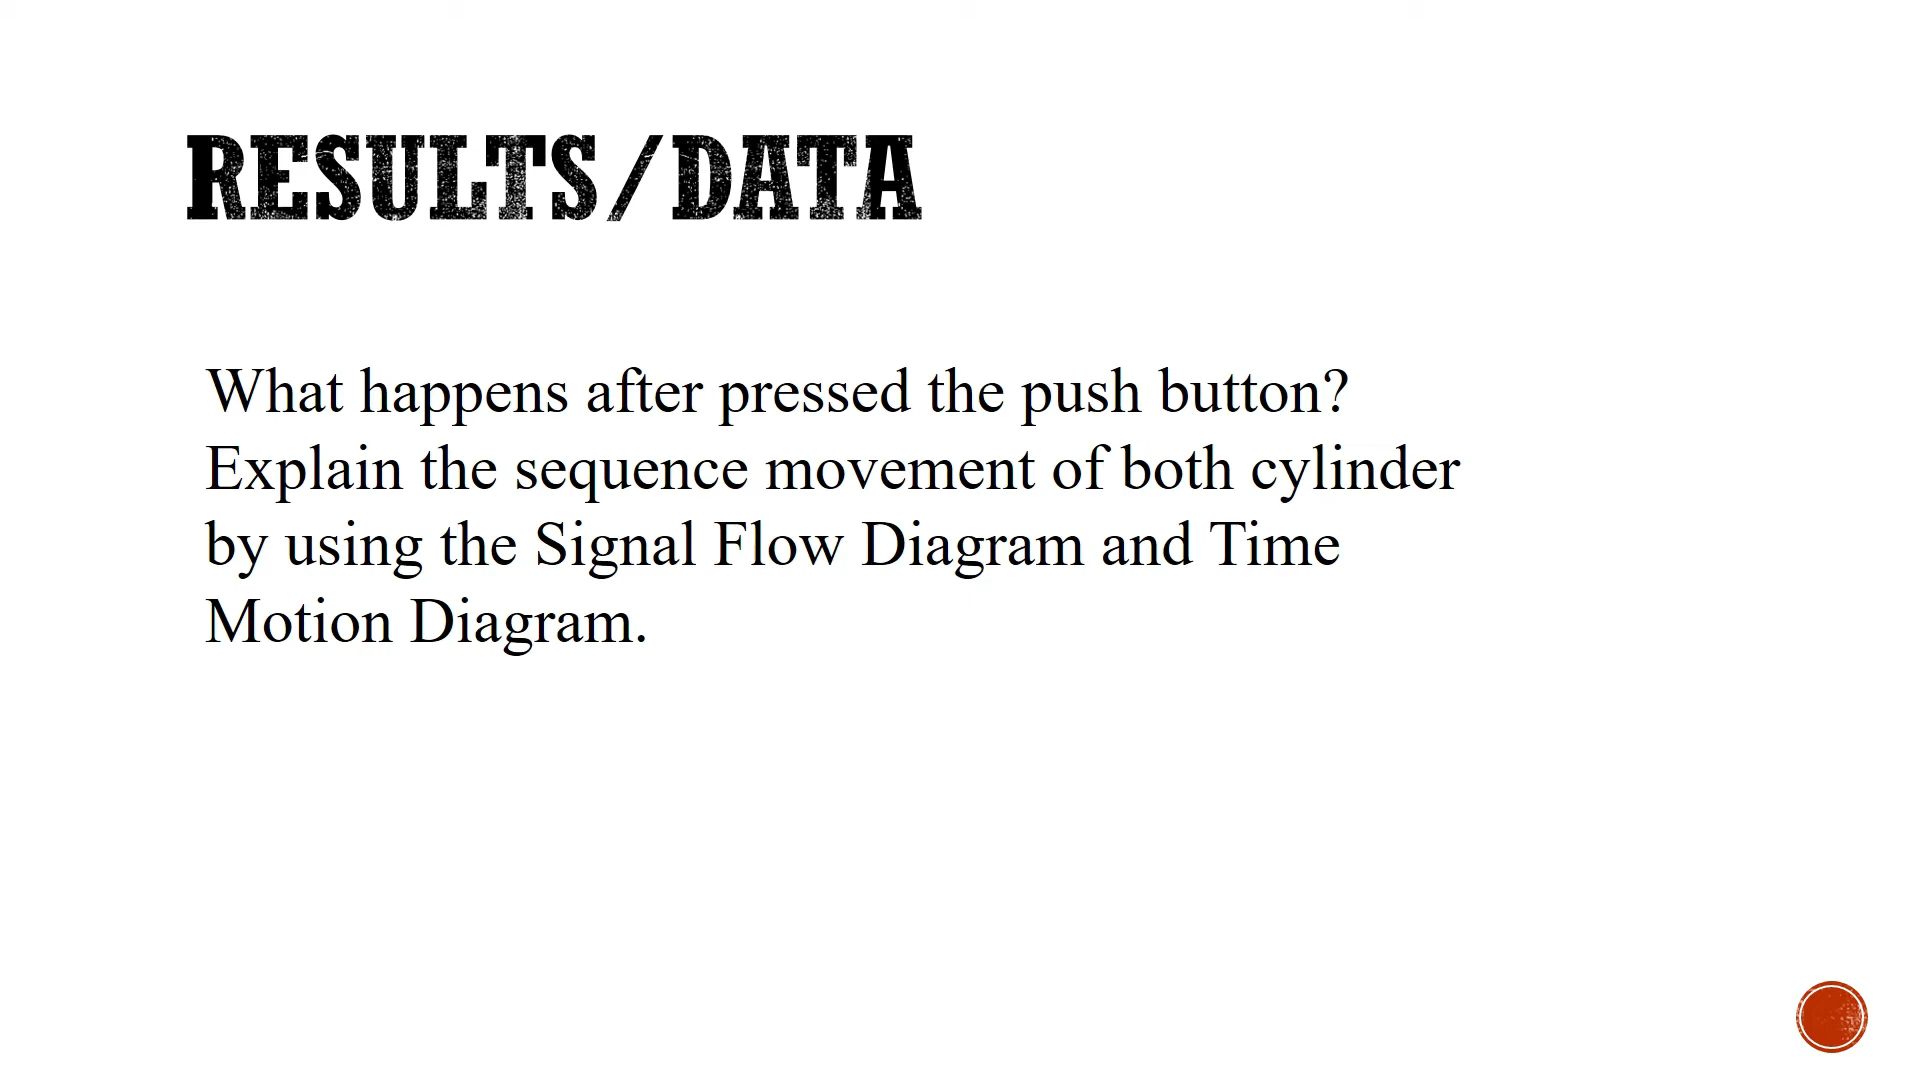 RESULTS/DATA
What happens after pressed the push button?
Explain the sequence movement of both cylinder
by using the Signal Flow Diagram and Time
Motion Diagram.